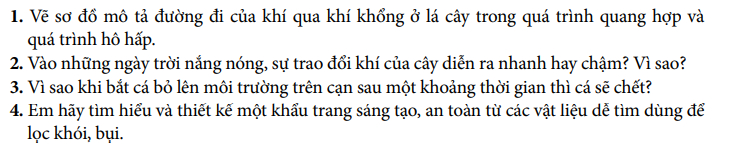 1. Vẽ sơ đồ mô tả đường đi của khí qua khí khổng ở lá cây trong quá trình quang hợp và
quá trình hô hấp.
2. Vào những ngày trời nắng nóng, sự trao đổi khí của cây diễn ra nhanh hay chậm? Vì sao?
3. Vì sao khi bắt cá bỏ lên môi trường trên cạn sau một khoảng thời gian thì cá sẽ chết?
4. Em hãy tìm hiểu và thiết kế một khẩu trang sáng tạo, an toàn từ các vật liệu dễ tìm dùng để
lọc khói, bụi.